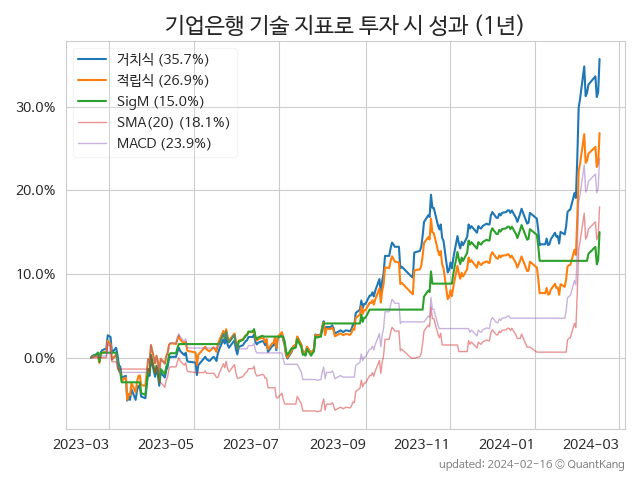 기업은행 기술 지표로 투자 시 성과 (1년)
거치식 (35.7%)
적립식 (26.9%)
SigM (15.0%)
SMA(20) (18.1%)
MACD (23.9%)
30.0%
20.0%
10.0%
0.0%
2023-03 2023-05 2023-07 2023-09 2023-11 2024-01 2024-03
updated: 2024-02-16 © QuantKang